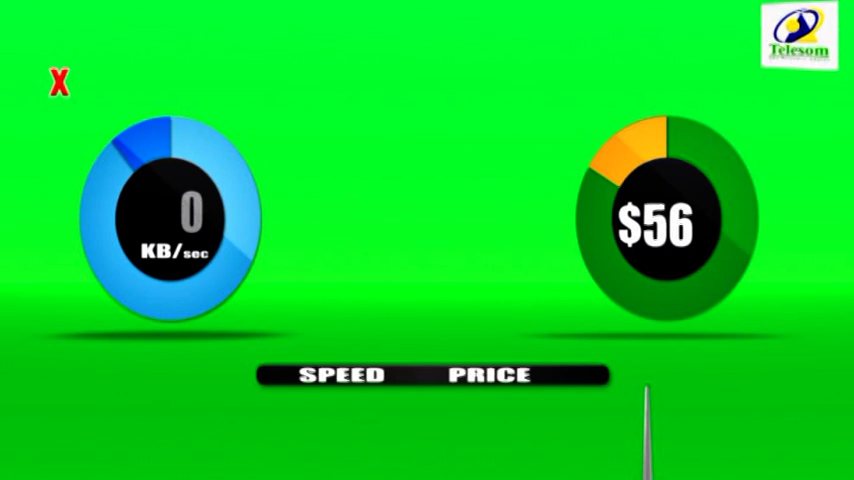 Telesom
X
0
KB/sec
$56
SPEED PRICE